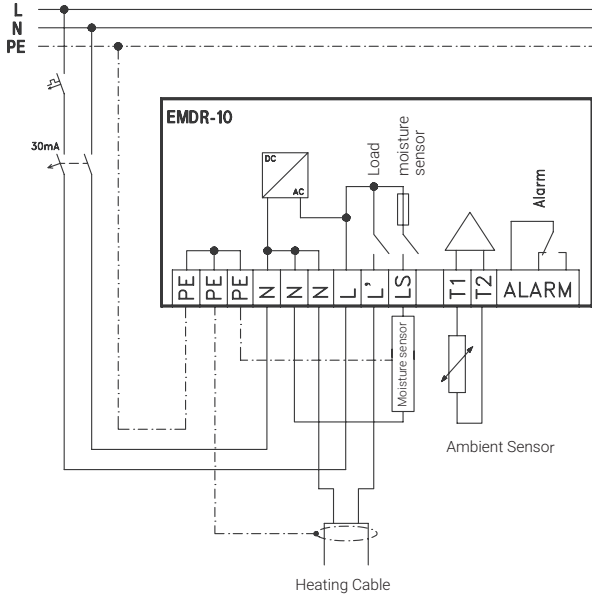 L
N
PE
EMDR-10
30mA
DC
AC
Load
moisture
sensor
Alarm
PE
PE
PE
N
N
N
L
L'
LS
T1
T2
ALARM
Moisture sensor
Ambient Sensor
Heating Cable